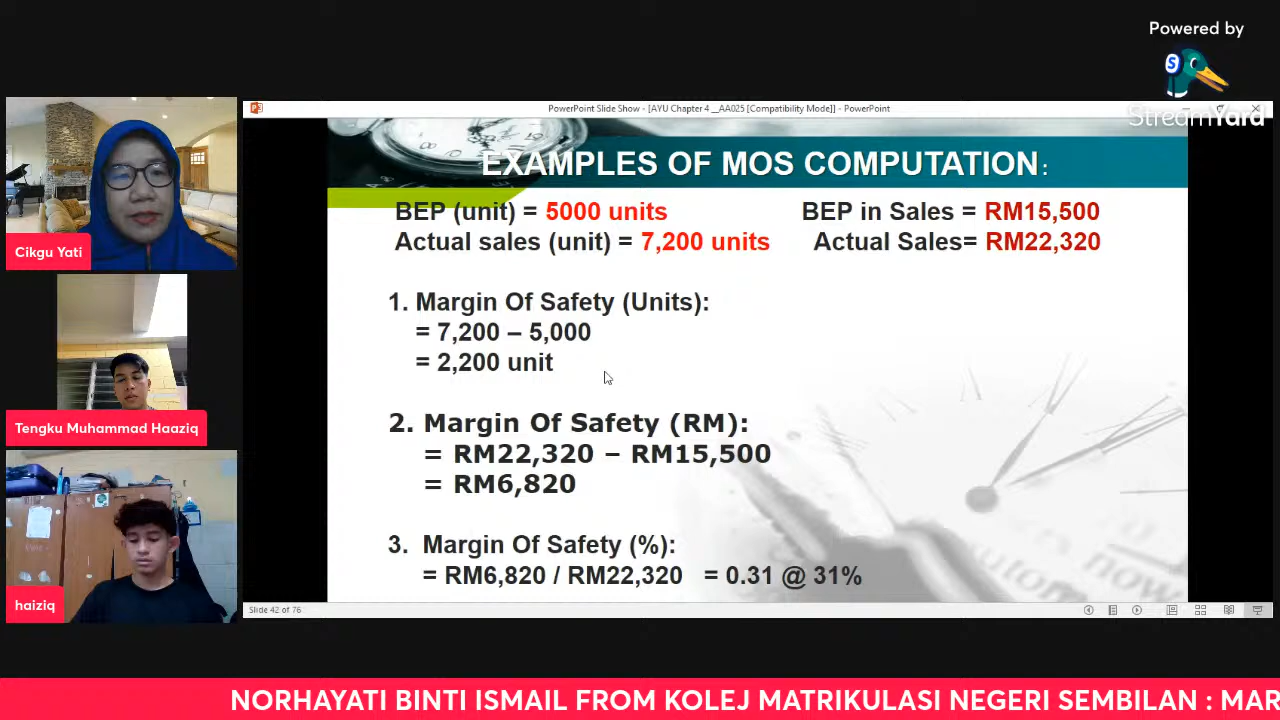 Powered by
StreamYard
PowerPoint Slide Show - [AYU Chapter 4__AA025 [Compatibility Mode]] - PowerPoint
EXAMPLES OF MOS COMPUTATION:
BEP (unit) = 5000 units BEP in Sales = RM15,500
Actual sales (unit) = 7,200 units Actual Sales= RM22,320
1. Margin Of Safety (Units):
= 7,200 – 5,000
= 2,200 unit
2. Margin Of Safety (RM):
= RM22,320 – RM15,500
= RM6,820
3. Margin Of Safety (%):
= RM6,820 / RM22,320 = 0.31 @ 31%
Slide 42 of 76
Cikgu Yati
Tengku Muhammad Haaziq
haiziq
NORHAYATI BINTI ISMAIL FROM KOLEJ MATRIKULASI NEGERI SEMBILAN : MAR